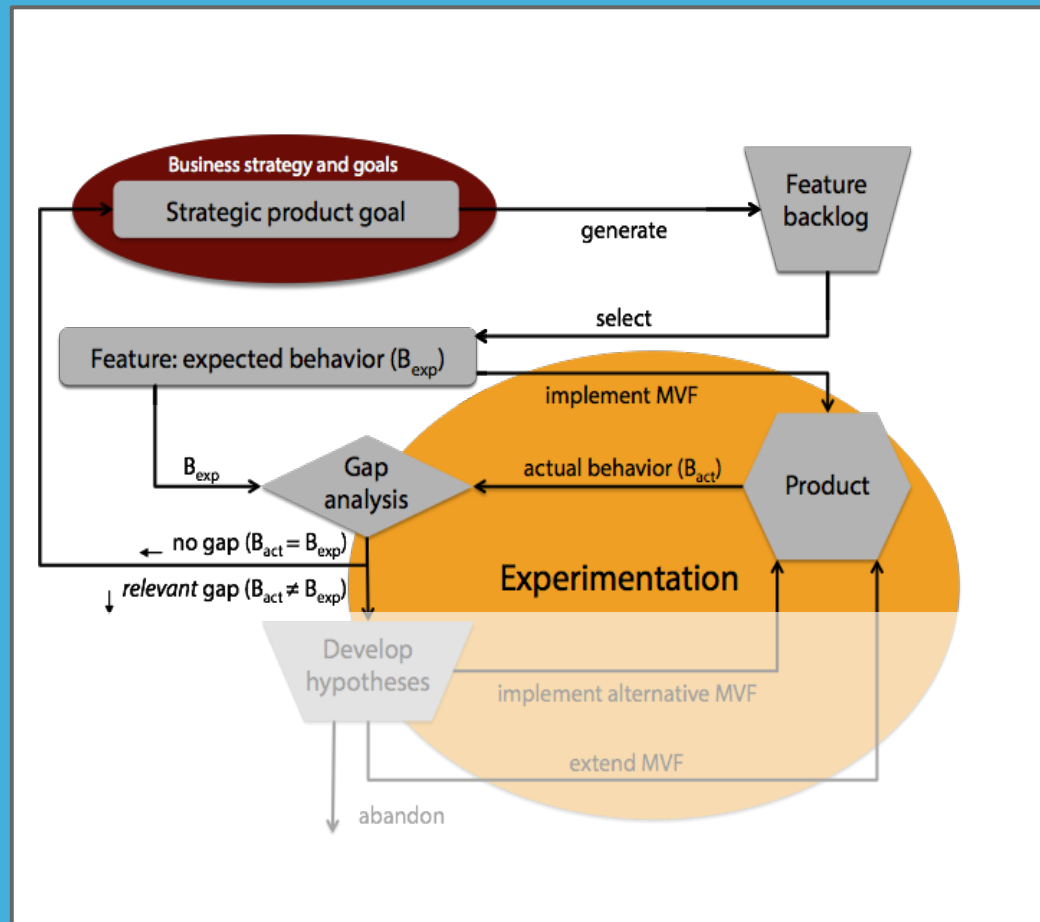 Business strategy and goals
Strategic product goal
generate
Feature
backlog
select
Feature: expected behavior (Bexp)
implement MVF
Bexp
Gap
analysis
actual behavior (Bact)
Product
← no gap (Bact = Bexp)
↓ relevant gap (Bact ≠ Bexp)
Experimentation
Develop
hypotheses
implement alternative MVF
extend MVF
abandon